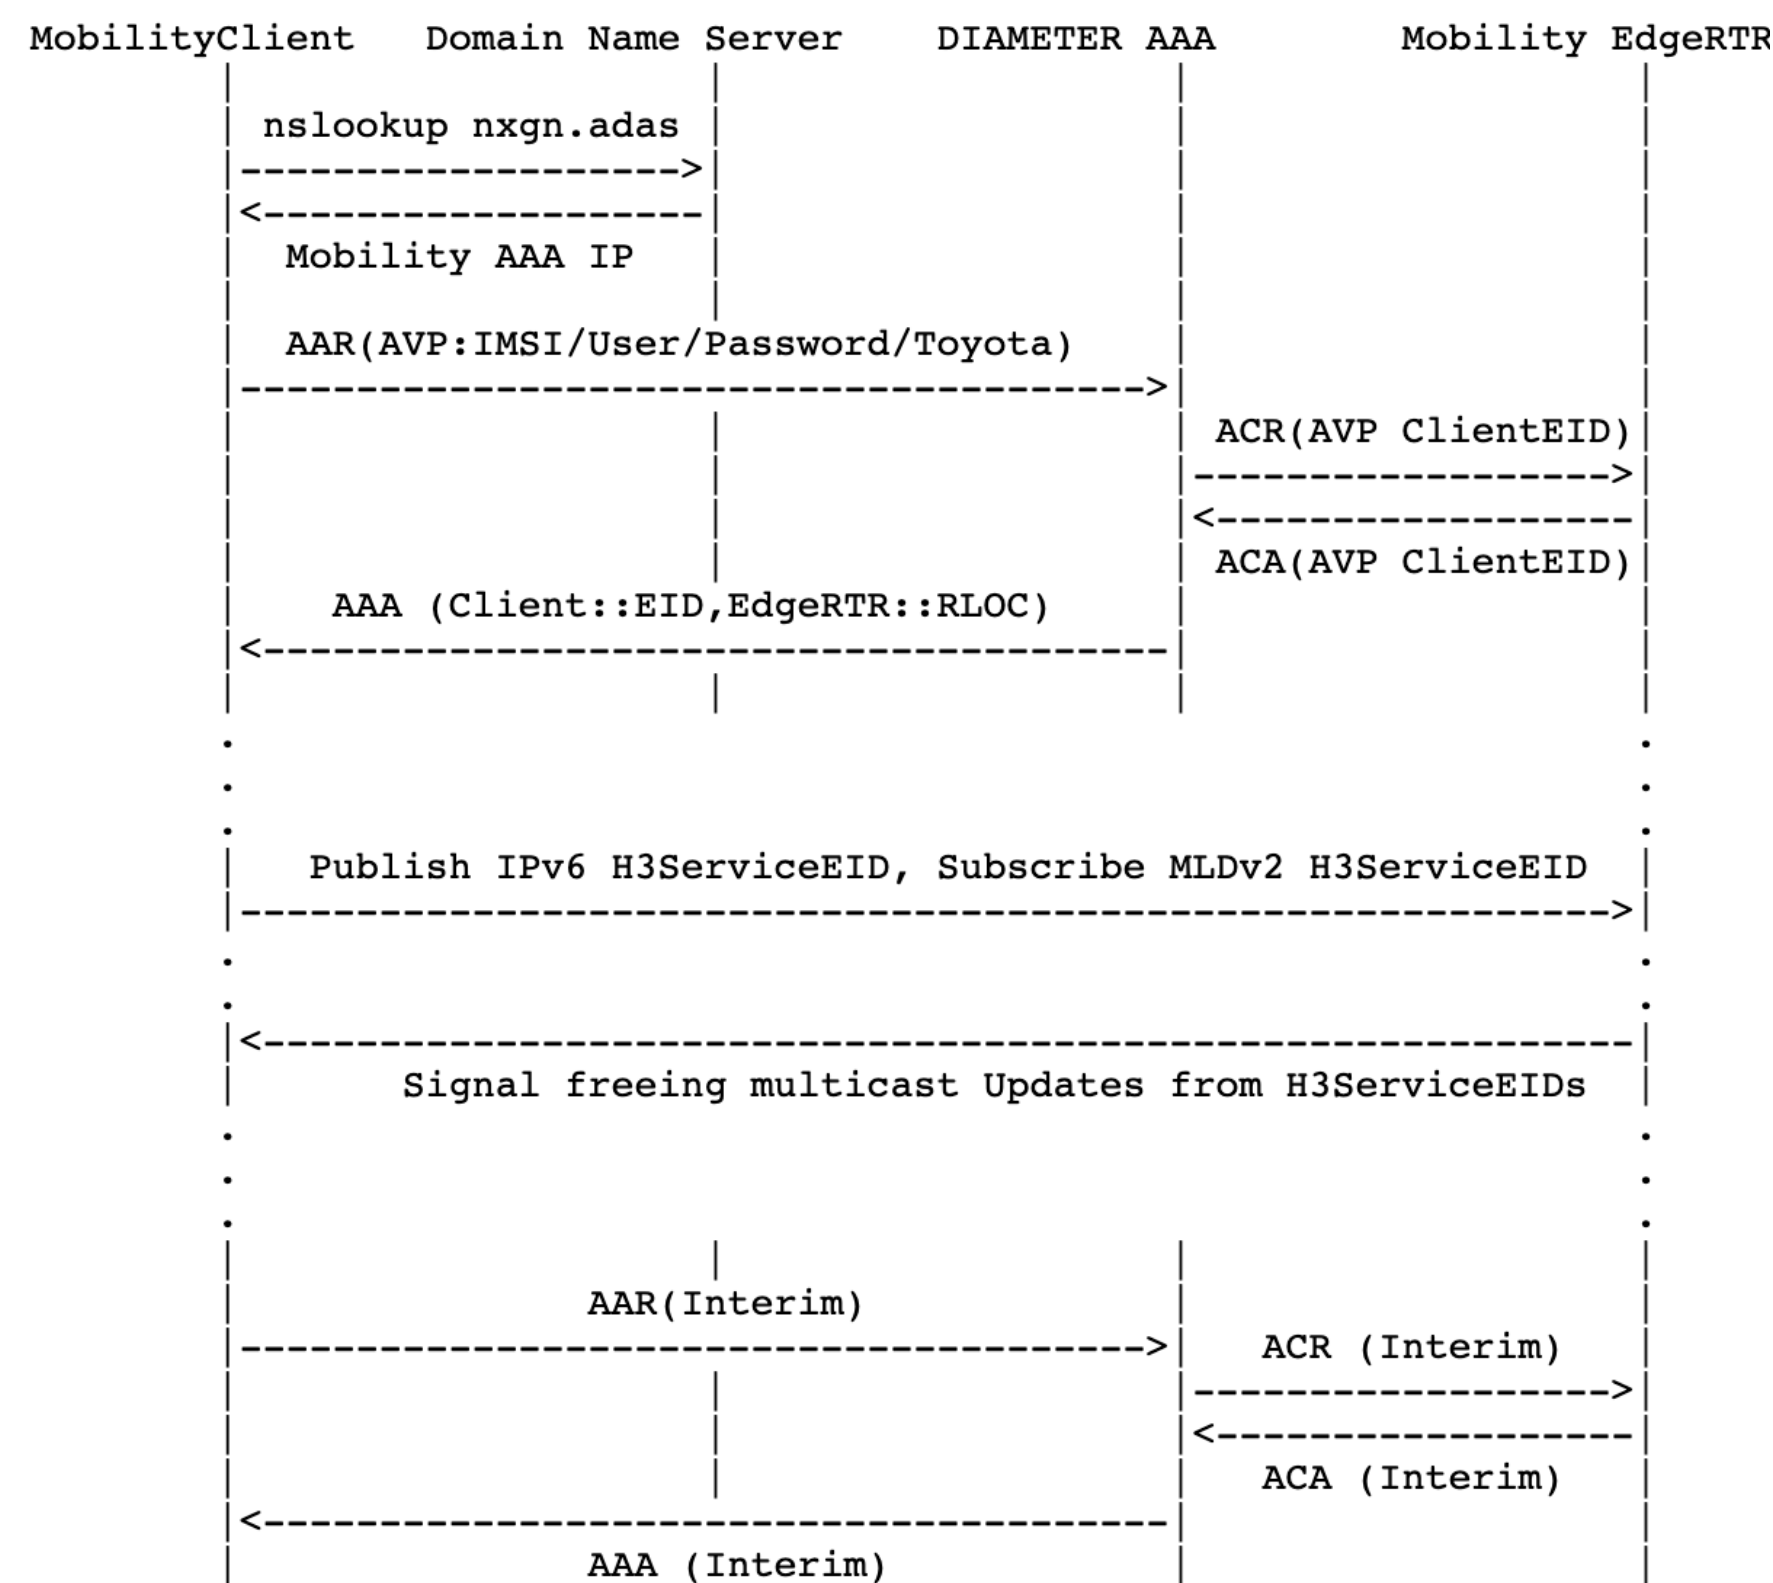 MobilityClient Domain Name Server DIAMETER AAA Mobility EdgeRTR
nslookup nxgn.adas
Mobility AAA IP
AAR(AVP:IMSI/User/Password/Toyota)
ACR(AVP ClientEID)
ACA(AVP ClientEID)
AAA (Client::EID,EdgeRTR::RLOC)
Publish IPv6 H3ServiceEID, Subscribe MLDv2 H3ServiceEID
Signal freeing multicast Updates from H3ServiceEIDs
AAR(Interim)
ACR (Interim)
ACA (Interim)
AAA (Interim)